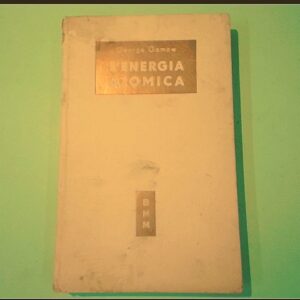 George Gamow
L'ENERGIA
ATOMICA
B
M
M